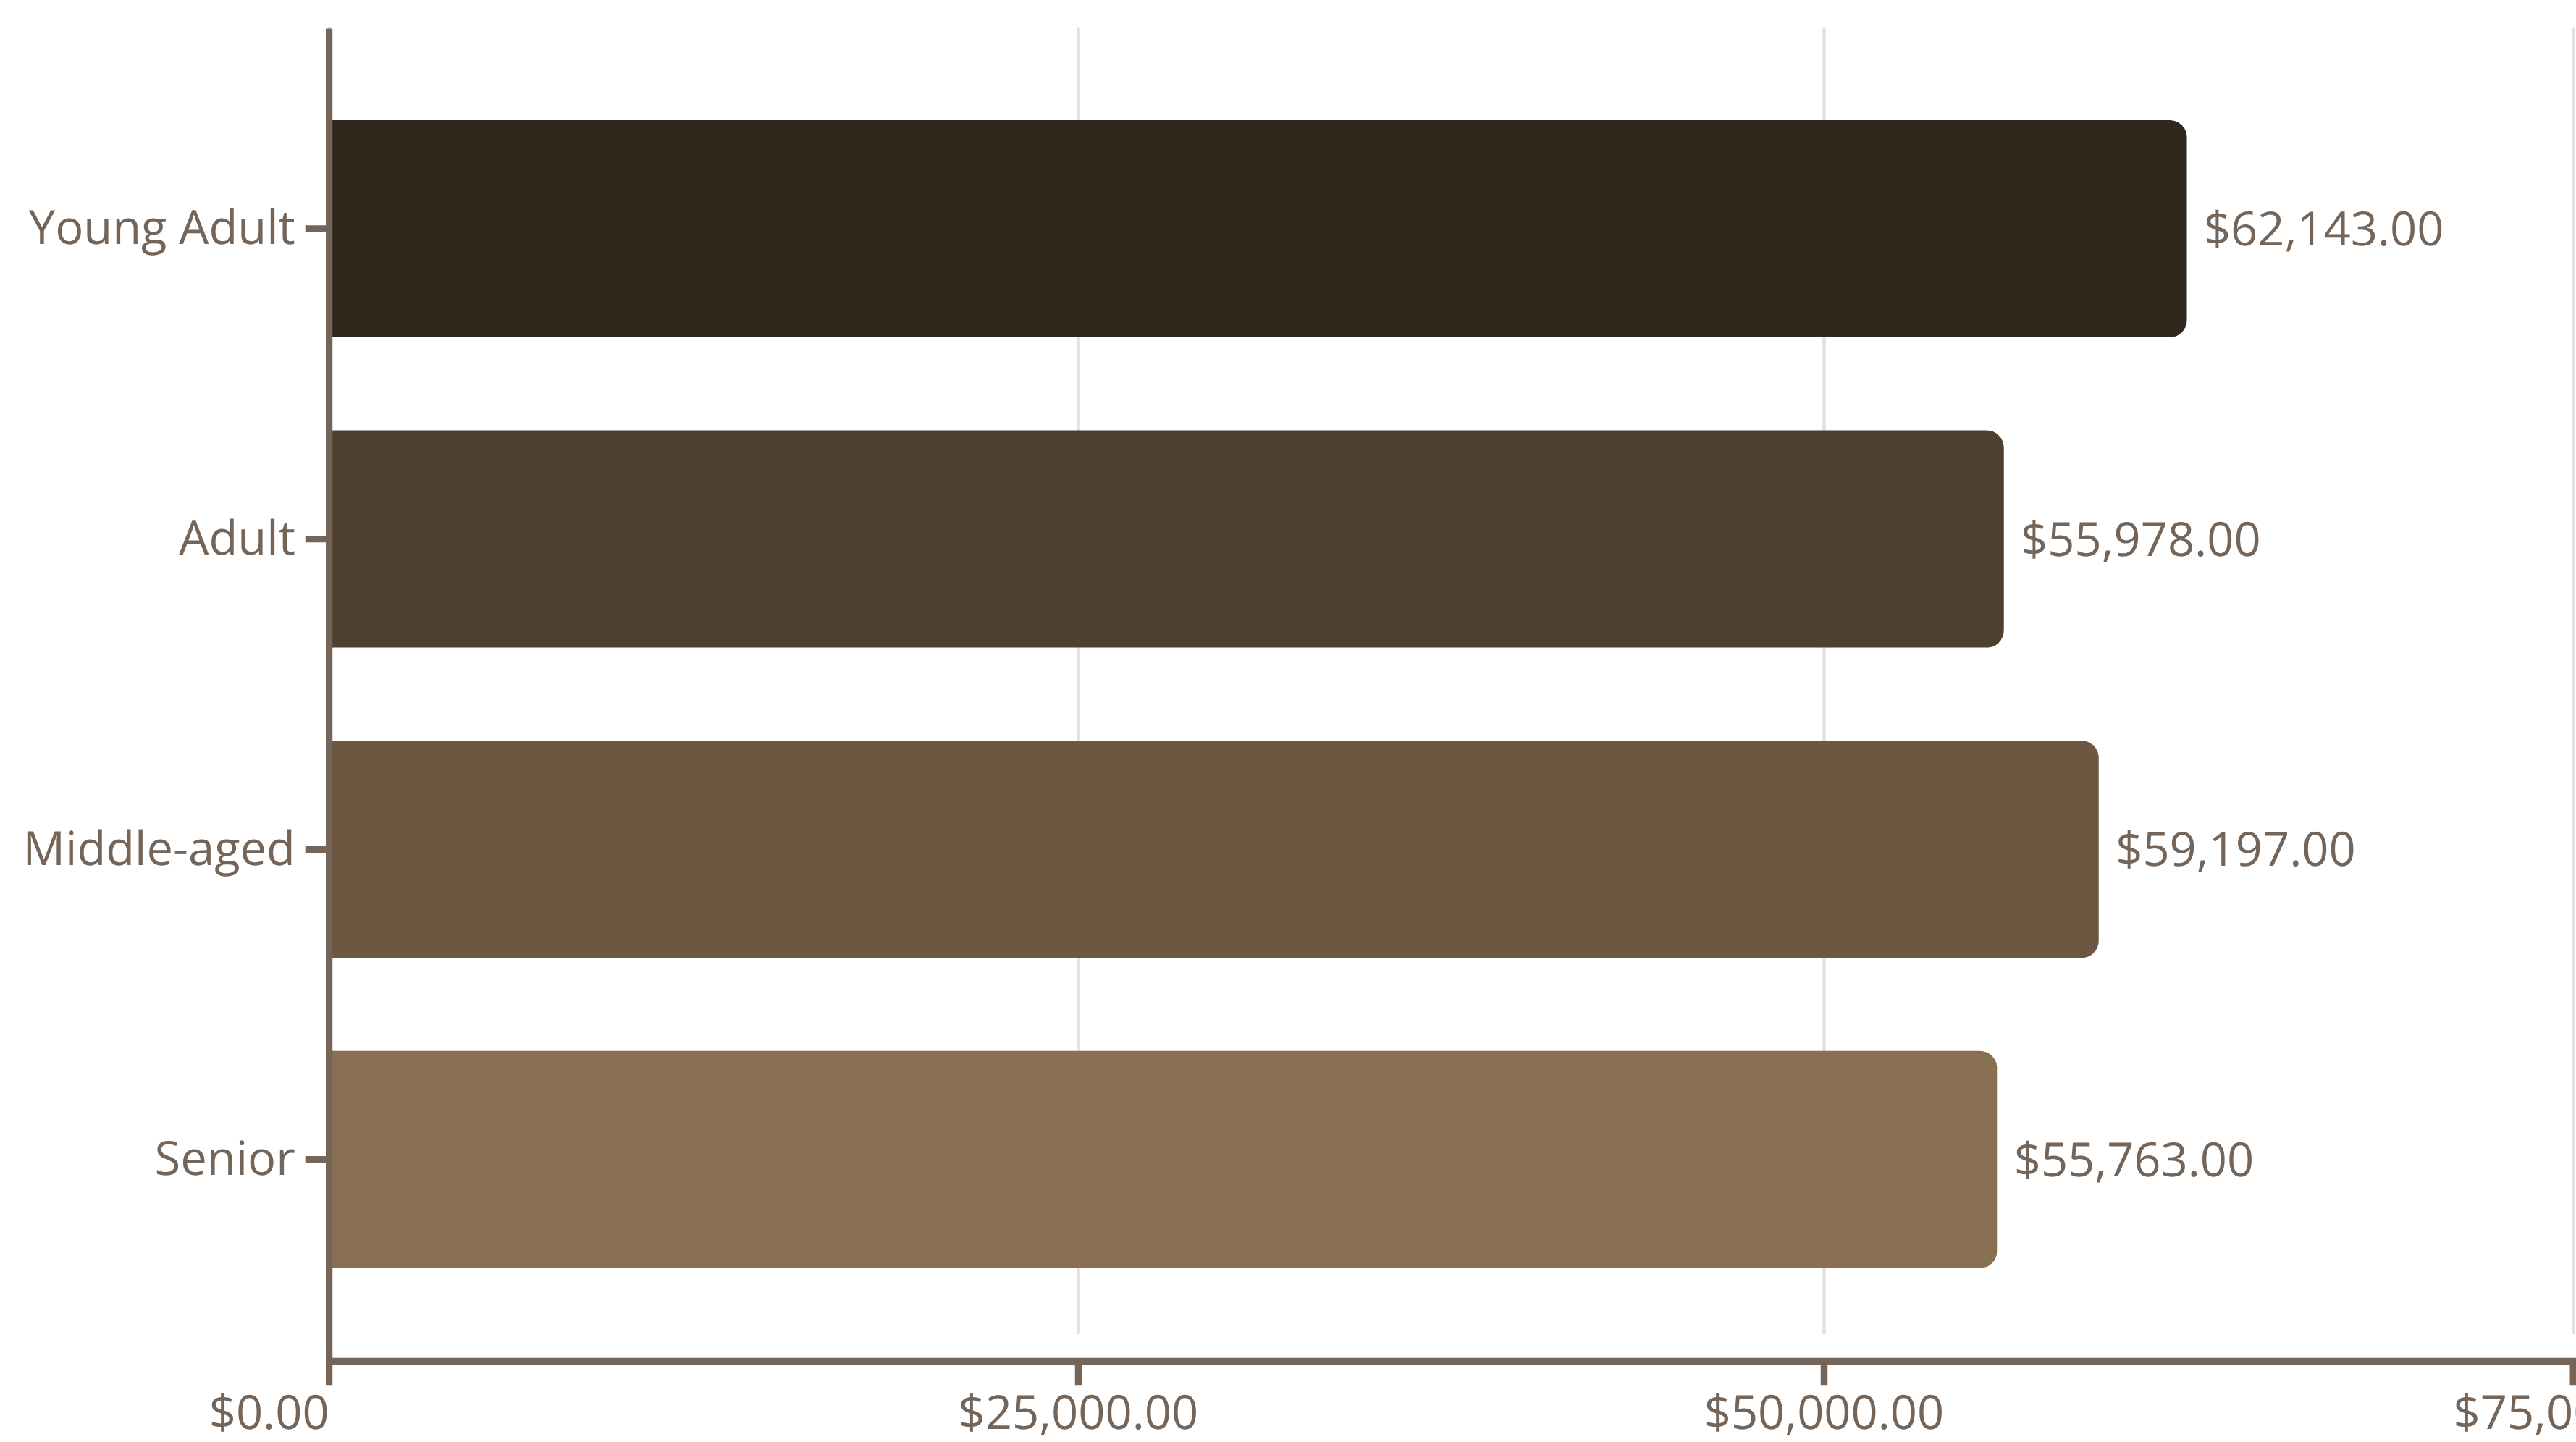 Young Adult
$62,143.00
Adult
$55,978.00
Middle-aged
$59,197.00
Senior
$55,763.00
$0.00
$25,000.00
$50,000.00